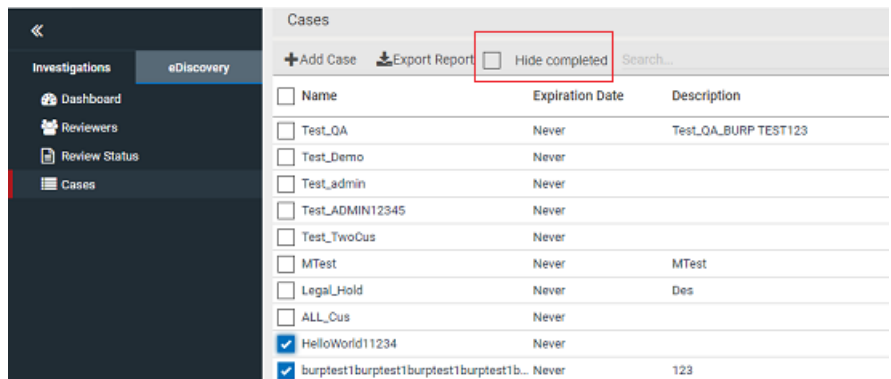 Cases
Add Case Export Report Hide completed Search...
Investigations eDiscovery
Dashboard
Reviewers
Review Status
Cases
Name Expiration Date Description
Test_QA Never Test_QA_BURP TEST123
Test_Demo Never
Test_admin Never
Test_ADMIN12345 Never
Test_TwoCus Never
MTest Never MTest
Legal_Hold Never Des
ALL_Cus Never
HelloWorld11234 Never
burptest1burptest1burptest1burptest1b... Never 123